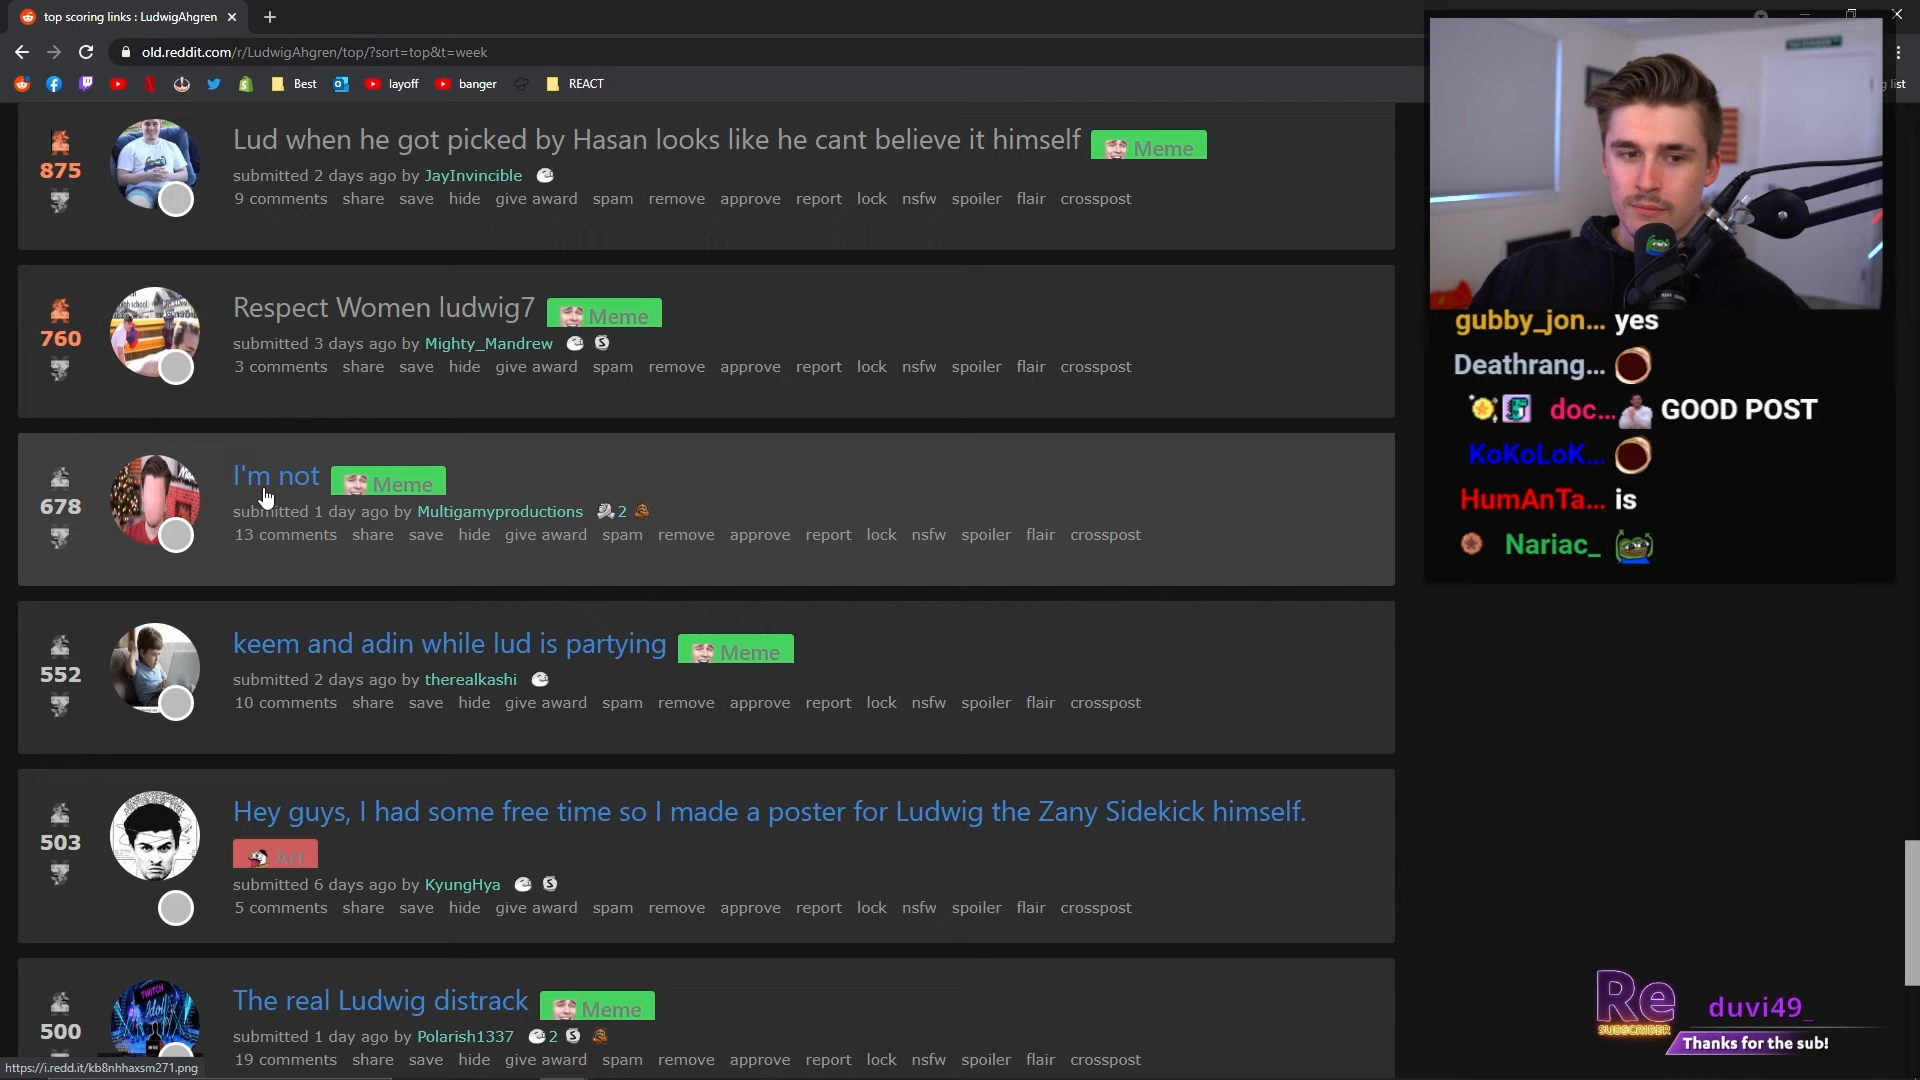 top scoring links : LudwigAhgren
old.reddit.com/r/LudwigAhgren/top/?sort=top&t=week
Best layoff banger REACT
g list
875
Lud when he got picked by Hasan looks like he cant believe it himself Meme
submitted 2 days ago by JayInvincible
9 comments share save hide give award spam remove approve report lock nsfw spoiler flair crosspost
760
Respect Women ludwig7 Meme
submitted 3 days ago by Mighty_Mandrew
3 comments share save hide give award spam remove approve report lock nsfw spoiler flair crosspost
678
I'm not Meme
submitted 1 day ago by Multigamyproductions 2
13 comments share save hide give award spam remove approve report lock nsfw spoiler flair crosspost
552
keem and adin while lud is partying Meme
submitted 2 days ago by therealkashi
10 comments share save hide give award spam remove approve report lock nsfw spoiler flair crosspost
503
Hey guys, I had some free time so I made a poster for Ludwig the Zany Sidekick himself.
Art
submitted 6 days ago by KyungHya
5 comments share save hide give award spam remove approve report lock nsfw spoiler flair crosspost
500
TWITCH
The real Ludwig distrack Meme
submitted 1 day ago by Polarish1337 2
19 comments share save hide give award spam remove approve report lock nsfw spoiler flair crosspost
https://i.redd.it/kb8nhhaxsm271.png
gubby_jon... yes
Deathrang...
doc... GOOD POST
KoKoLoK...
HumAnTa... is
Nariac_
Re
SUBSCRIBER
duvi49_
Thanks for the sub!